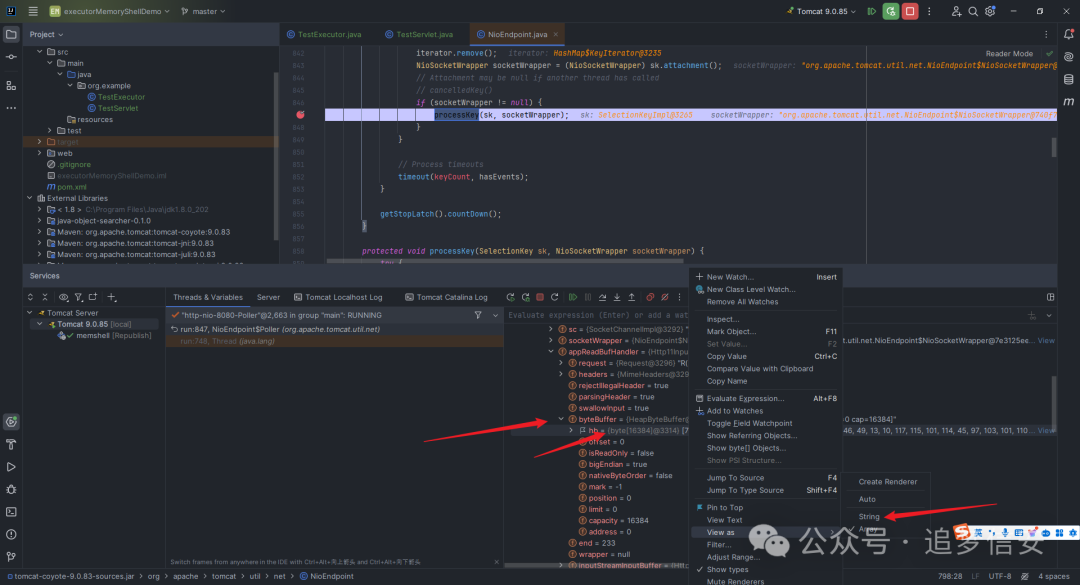 EM executorMemoryShellDemo
master
Tomcat 9.0.85
Project
src
main
java
org.example
TestExecutor
TestServlet
resources
test
target
web
.gitignore
executorMemoryShellDemo.iml
pom.xml
External Libraries
< 1.8 > C:\Program Files\Java\jdk1.8.0_202
java-object-searcher-0.1.0
Maven: org.apache.tomcat:tomcat-coyote:9.0.83
Maven: org.apache.tomcat:tomcat-jni:9.0.83
Maven: org.apache.tomcat:tomcat-juli:9.0.83
TestExecutor.java
TestServlet.java
NioEndpoint.java
Reader Mode
842 iterator.remove(); iterator: HashMap$KeyIterator@3235
843 NioSocketWrapper socketWrapper = (NioSocketWrapper) sk.attachment(); socketWrapper: "org.apache.tomcat.util.net.NioEndpoint$NioSocketWrapper@
844 // Attachment may be null if another thread has called
845 // cancelledKey()
846 if (socketWrapper != null) {
processKey(sk, socketWrapper); sk: SelectionKeyImpl@3265 socketWrapper: "org.apache.tomcat.util.net.NioEndpoint$NioSocketWrapper@
848 }
849 }
850
851 // Process timeouts
852 timeout(keyCount, hasEvents);
853 }
854
855 getStopLatch().countDown();
856 }
857
858 protected void processKey(SelectionKey sk, NioSocketWrapper socketWrapper) {
859 try {
Services
Tomcat Server
Tomcat 9.0.85 [local]
memshell [Republish]
Threads & Variables
Server
Tomcat Localhost Log
Tomcat Catalina Log
"http-nio-8080-Poller"@2,663 in group "main": RUNNING
run:847, NioEndpoint$Poller (org.apache.tomcat.util.net)
run:748, Thread (java.lang)
Switch frames from anywhere in the IDE with Ctrl+Alt+向上箭头 and Ctrl+Alt+向下箭头
Evaluate expression (Enter) or add a wat
sc = {SocketChannelImpl@3292} "
socketWrapper = {NioEndpoint$N
t.util.net.NioEndpoint$NioSocketWrapper@7e3125ee... View
appReadBufHandler = {Http11Inpu
request = {Request@3296} "R(
headers = {MimeHeaders@329
rejectIllegalHeader = true
parsingHeader = true
swallowInput = true
byteBuffer = {HeapByteBuffer@
=0 cap=16384]"
hb = {byte[16384]@3314} [7
46, 49, 13, 10, 117, 115, 101, 114, 45, 97, 103, 101, 110... View
offset = 0
isReadOnly = false
bigEndian = true
nativeByteOrder = false
mark = -1
position = 0
limit = 0
capacity = 16384
address = 0
end = 233
wrapper = null
inputStreamInputBuffer = {Htt
New Watch... Insert
New Class Level Watch...
Remove All Watches
Inspect...
Mark Object... F11
Set Value... F2
Copy Value Ctrl+C
Compare Value with Clipboard
Copy Name
Evaluate Expression... Alt+F8
Add to Watches
Toggle Field Watchpoint
Show Referring Objects...
Show byte[] Objects...
Show PSI Structure...
Jump To Source F4
Jump To Type Source Shift+F4
Pin to Top
View Text
View as
Filter...
Adjust Range...
Show types
Mute Renderers
Create Renderer
Auto
String
公众号 · 追多信安
英
tomcat-coyote-9.0.83-sources.jar > org > apache > tomcat > util > net > NioEndpoint
798:28 LF UTF-8 4 spaces